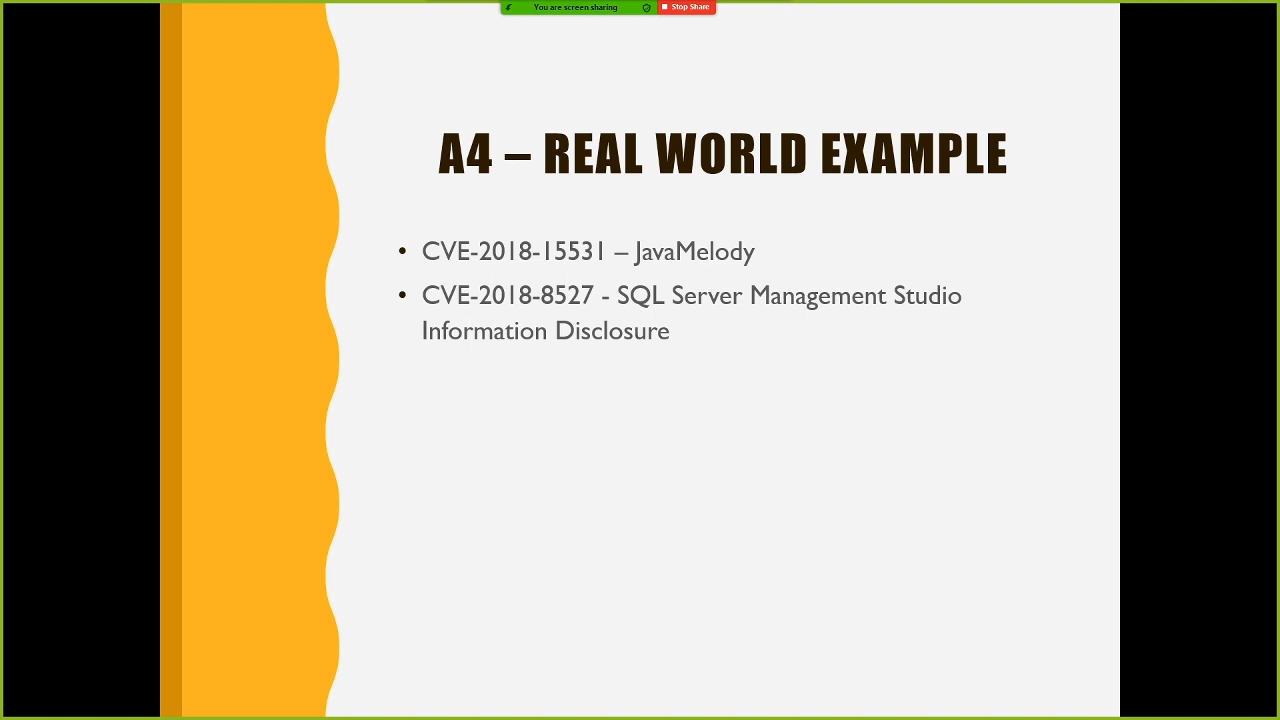 You are screen sharing Stop Share
A4 – REAL WORLD EXAMPLE
• CVE-2018-15531 – JavaMelody
• CVE-2018-8527 - SQL Server Management Studio
Information Disclosure